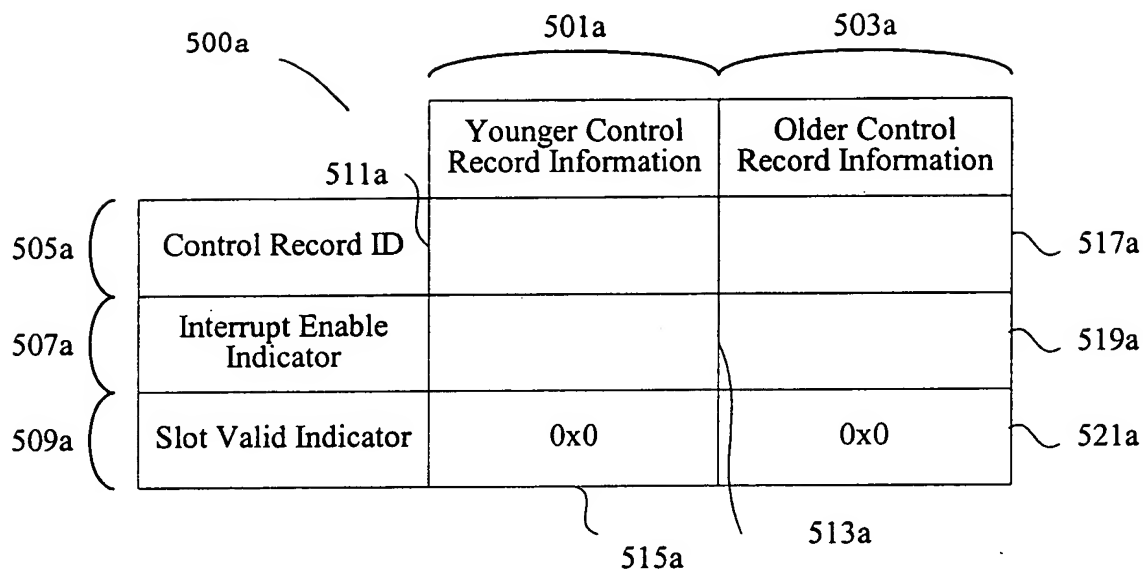 500a
501a
503a
Younger Control
Record Information
Older Control
Record Information
511a
505a
Control Record ID
517a
507a
Interrupt Enable
Indicator
519a
509a
Slot Valid Indicator
0x0
0x0
521a
515a
513a